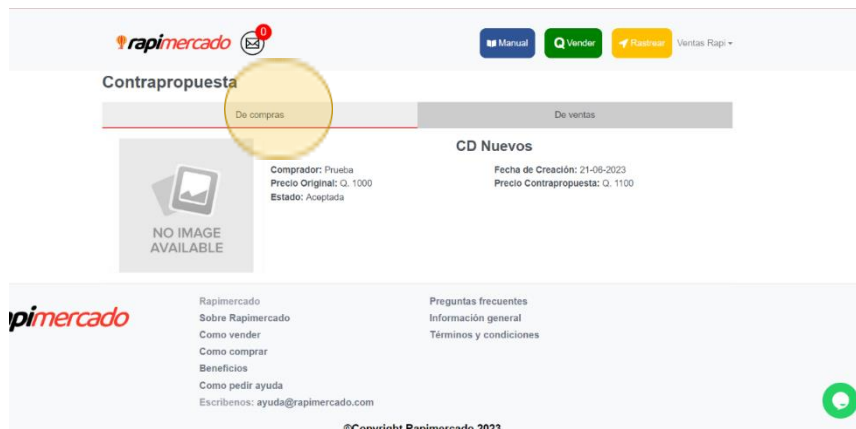 rapimercado
0
Manual
Vender
Rastrear
Ventas Rapi
Contrapropuesta
De compras
De ventas
CD Nuevos
Comprador: Prueba
Precio Original: Q. 1000
Estado: Aceptada
Fecha de Creación: 21-06-2023
Precio Contrapropuesta: Q. 1100
NO IMAGE
AVAILABLE
apimercado
Rapimercado
Sobre Rapimercado
Como vender
Como comprar
Beneficios
Como pedir ayuda
Escribenos: ayuda@rapimercado.com
Preguntas frecuentes
Información general
Términos y condiciones
©Copyright Rapimercado 2023